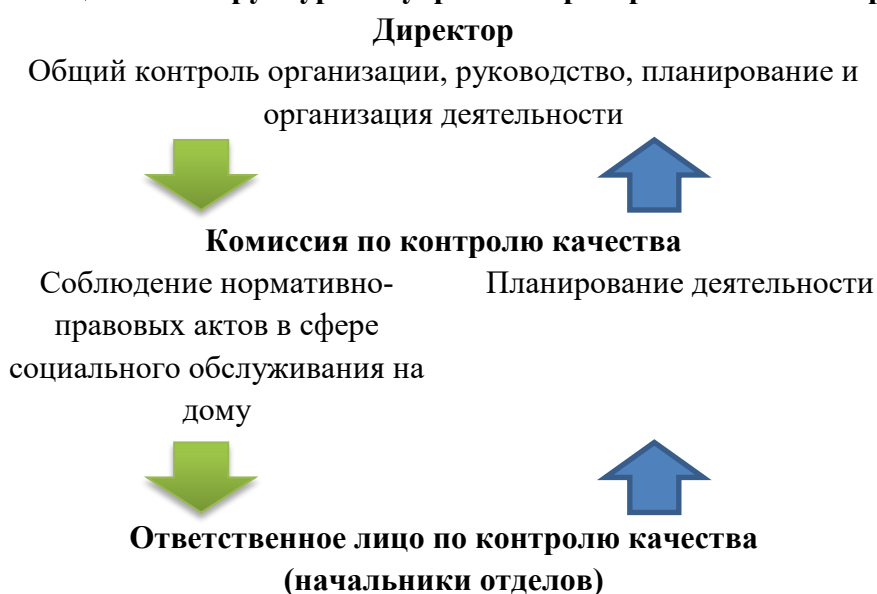 Директор
Общий контроль организации, руководство, планирование и
организация деятельности
Комиссия по контролю качества
Соблюдение нормативно-
правовых актов в сфере
социального обслуживания на
дому
Планирование деятельности
Ответственное лицо по контролю качества
(начальники отделов)